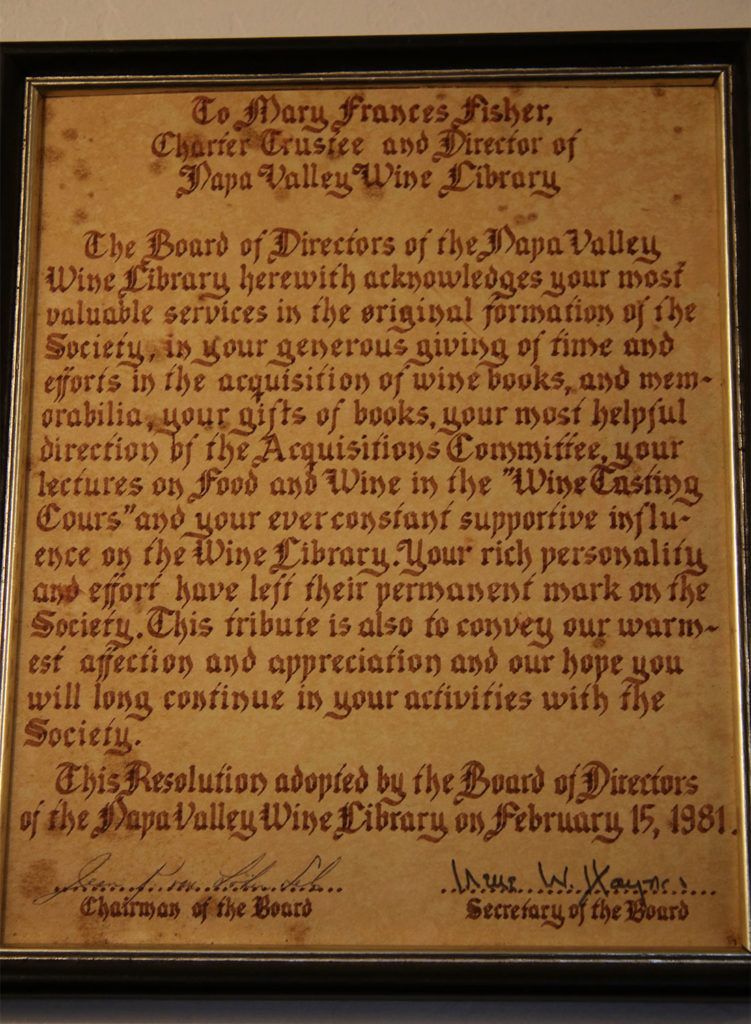 To Mary Frances Fisher,
Charter Trustee and Director of
Napa Valley Wine Library
The Board of Directors of the Napa Valley
Wine Library herewith acknowledges your most
valuable services in the original formation of the
Society, in your generous giving of time and
efforts in the acquisition of wine books, and mem-
orabilia, your gifts of books, your most helpful
direction of the Acquisitions Committee, your
lectures on Food and Wine in the "Wine Tasting
Cours" and your ever constant supportive influ-
ence on the Wine Library. Your rich personality
and effort have left their permanent mark on the
Society. This tribute is also to convey our warm-
est affection and appreciation and our hope you
will long continue in your activities with the
Society.
This Resolution adopted by the Board of Directors
of the Napa Valley Wine Library on February 15, 1981.
W. Haynes
Chairman of the Board Secretary of the Board